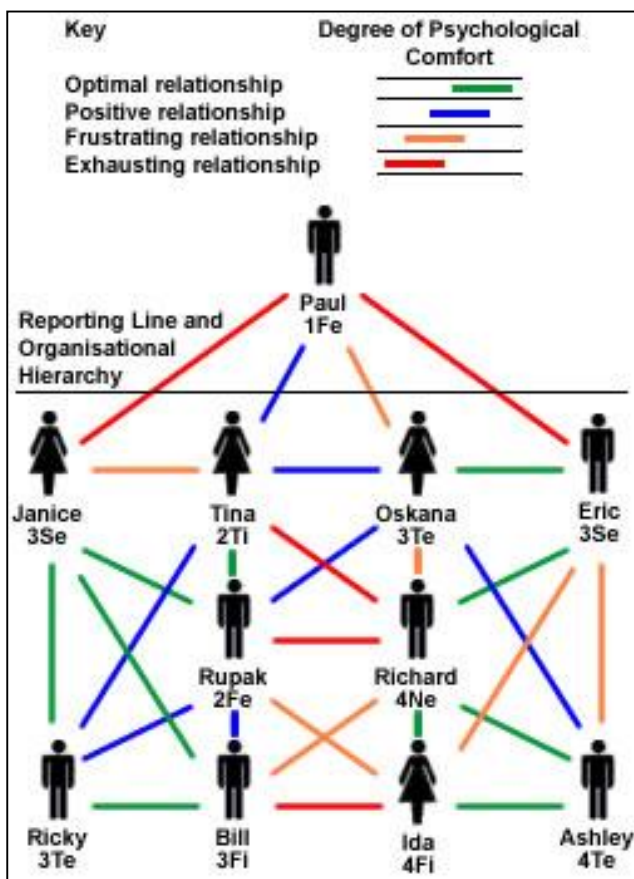 Key
Degree of Psychological
Comfort
Optimal relationship
Positive relationship
Frustrating relationship
Exhausting relationship
Paul
1Fe
Reporting Line and
Organisational
Hierarchy
Janice
3Se
Tina
2Ti
Oskana
3Te
Eric
3Se
Rupak
2Fe
Richard
4Ne
Ricky
3Te
Bill
3Fi
Ida
4Fi
Ashley
4Te